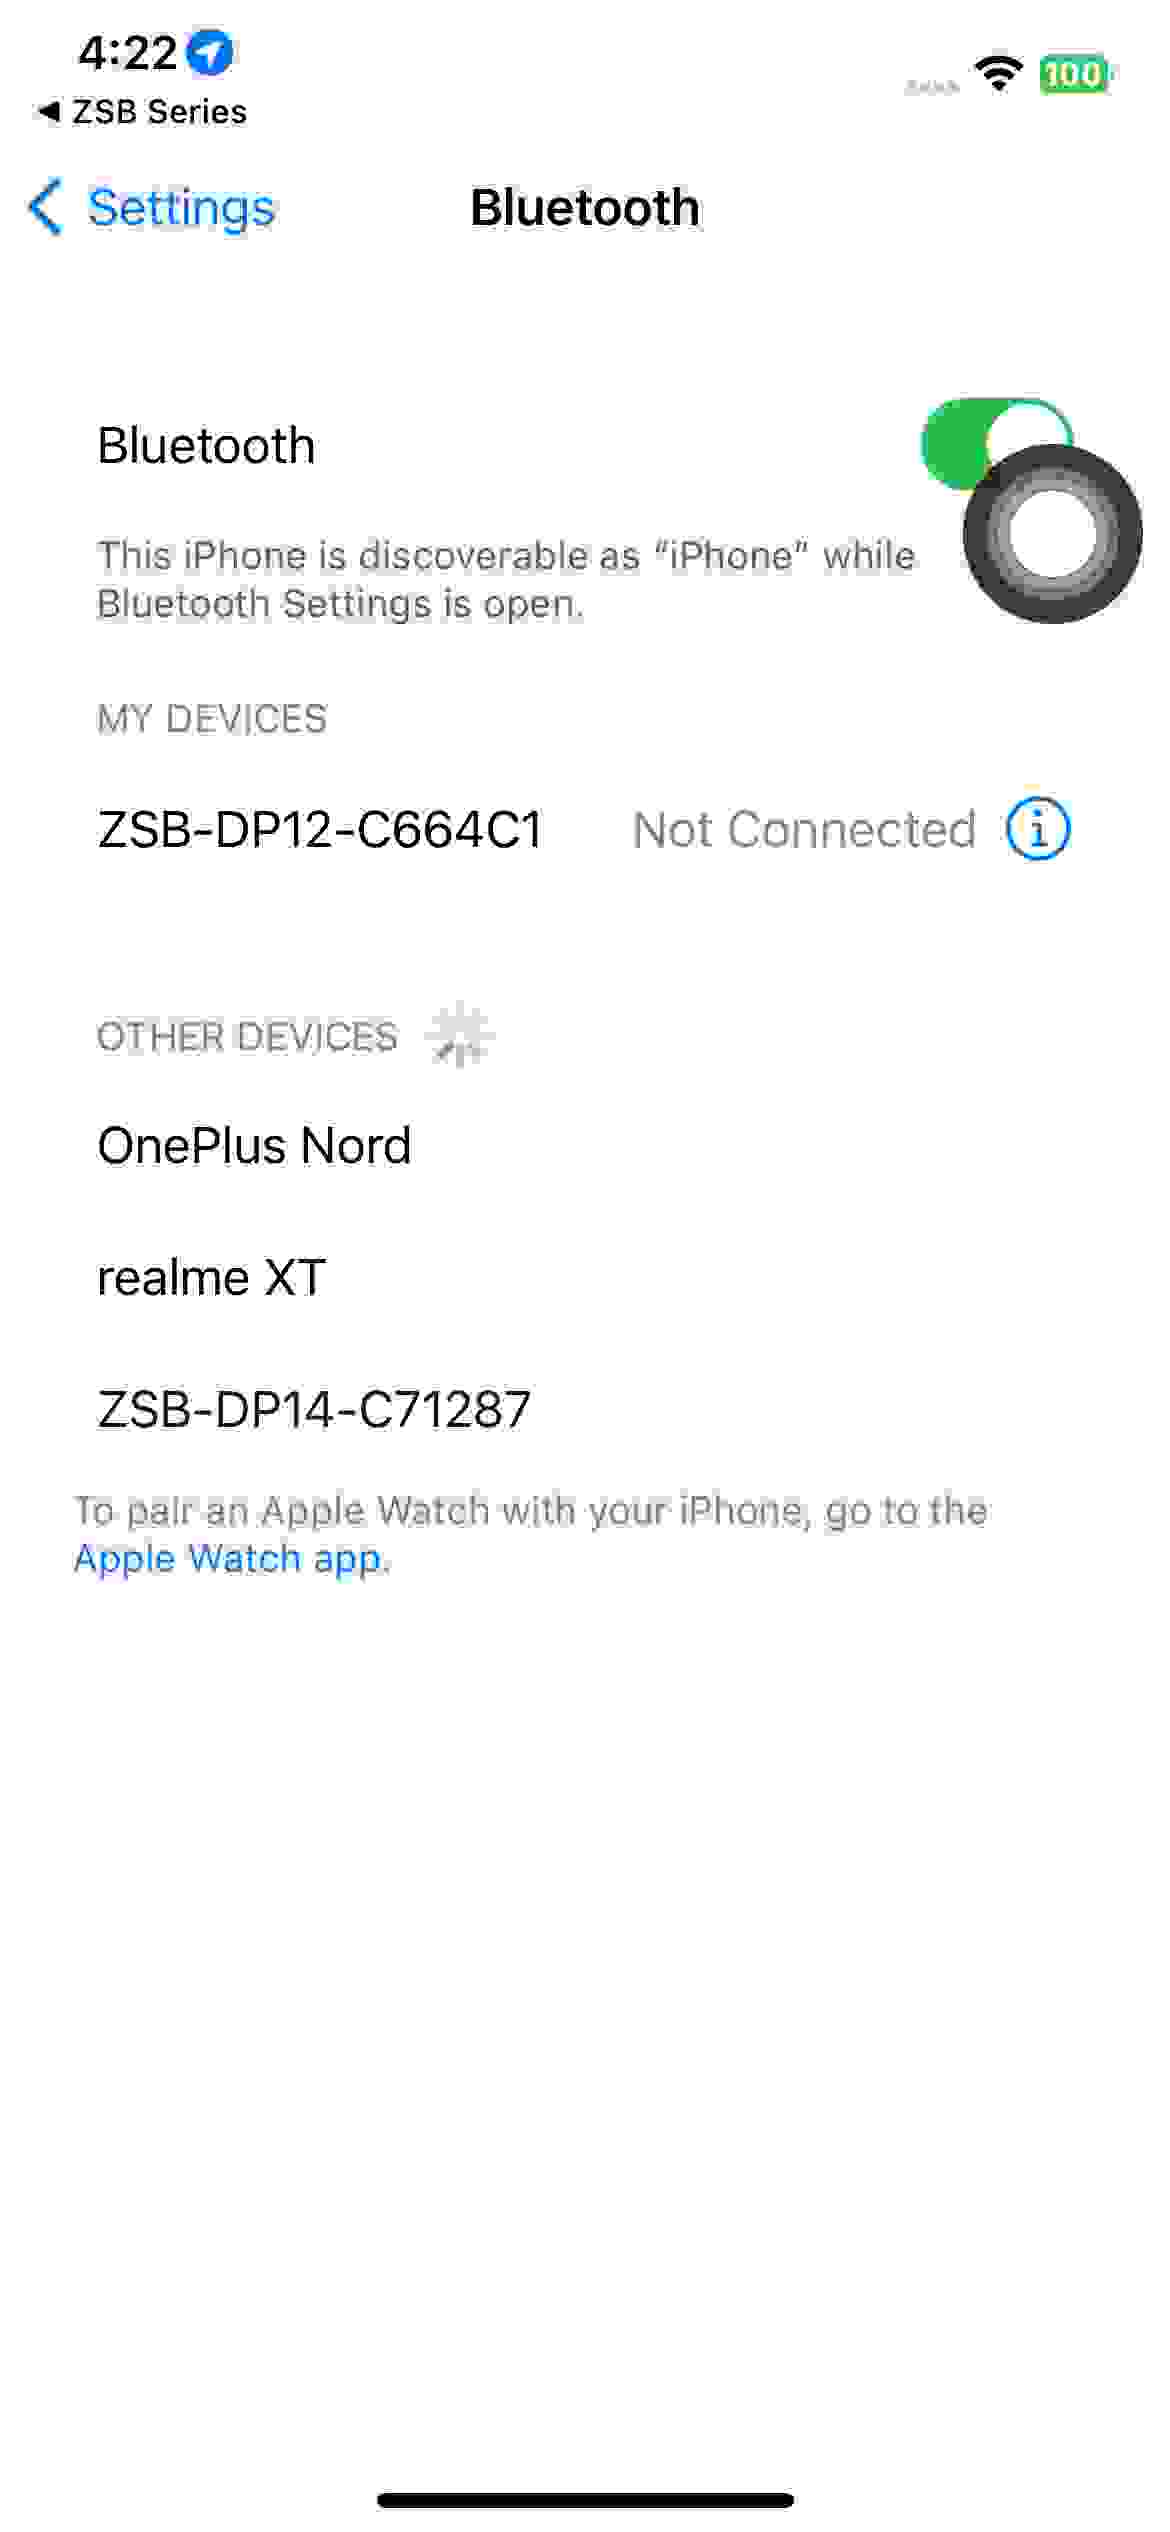 4:22
100
◀ ZSB Series
Settings
Bluetooth
Bluetooth
This iPhone is discoverable as “iPhone” while
Bluetooth Settings is open.
MY DEVICES
ZSB-DP12-C664C1 Not Connected
OTHER DEVICES
OnePlus Nord
realme XT
ZSB-DP14-C71287
To pair an Apple Watch with your iPhone, go to the
Apple Watch app.